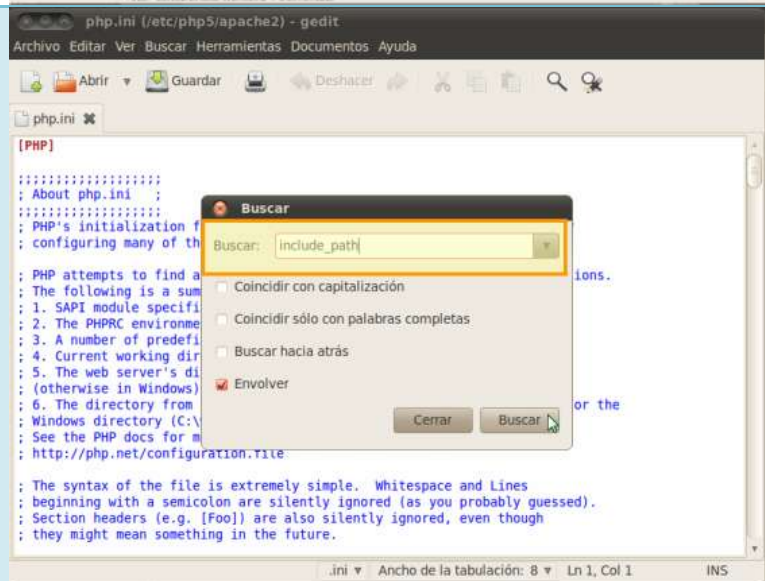 php.ini (/etc/php5/apache2) - gedit
Archivo Editar Ver Buscar Herramientas Documentos Ayuda
Abrir Guardar Deshacer
php.ini
[PHP]
;;;;;;;;;;;;;;;;;;;
; About php.ini ;
;;;;;;;;;;;;;;;;;;;
; PHP's initialization f
; configuring many of th
; PHP attempts to find a ions.
; The following is a sum
; 1. SAPI module specifi
; 2. The PHPRC environme
; 3. A number of predefi
; 4. Current working dir
; 5. The web server's di
; (otherwise in Windows)
; 6. The directory from or the
; Windows directory (C:\
; See the PHP docs for m
; http://php.net/configuration.file
; The syntax of the file is extremely simple. Whitespace and Lines
; beginning with a semicolon are silently ignored (as you probably guessed).
; Section headers (e.g. [Foo]) are also silently ignored, even though
; they might mean something in the future.
Buscar
Buscar: include_path
Coincidir con capitalización
Coincidir sólo con palabras completas
Buscar hacia atrás
Envolver
Cerrar Buscar
.ini Ancho de la tabulación: 8 Ln 1, Col 1 INS